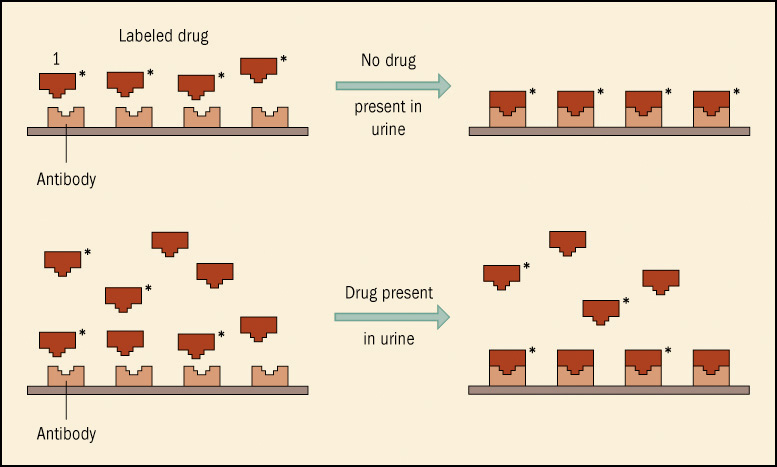 Labeled drug
1
* * * *
No drug
present in
urine
* * * *
Antibody
*
*
* *
Drug present
in urine
*
*
* *
Antibody